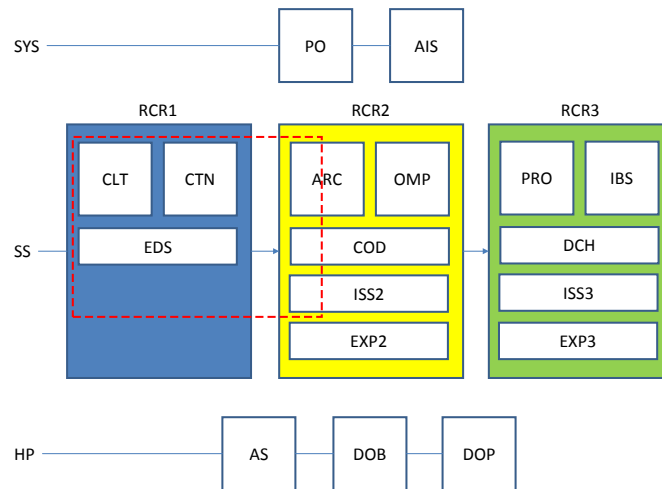 SYS
PO
AIS
RCR1
RCR2
RCR3
CLT
CTN
ARC
OMP
PRO
IBS
SS
EDS
COD
DCH
ISS2
ISS3
EXP2
EXP3
HP
AS
DOB
DOP